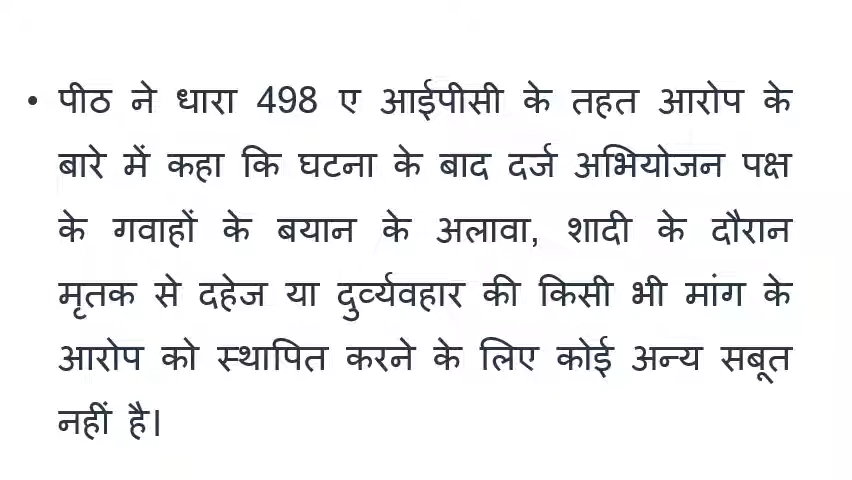 • पीठ ने धारा 498 ए आईपीसी के तहत आरोप के
बारे में कहा कि घटना के बाद दर्ज अभियोजन पक्ष
के गवाहों के बयान के अलावा, शादी के दौरान
मृतक से दहेज या दुर्व्यवहार की किसी भी मांग के
आरोप को स्थापित करने के लिए कोई अन्य सबूत
नहीं है।